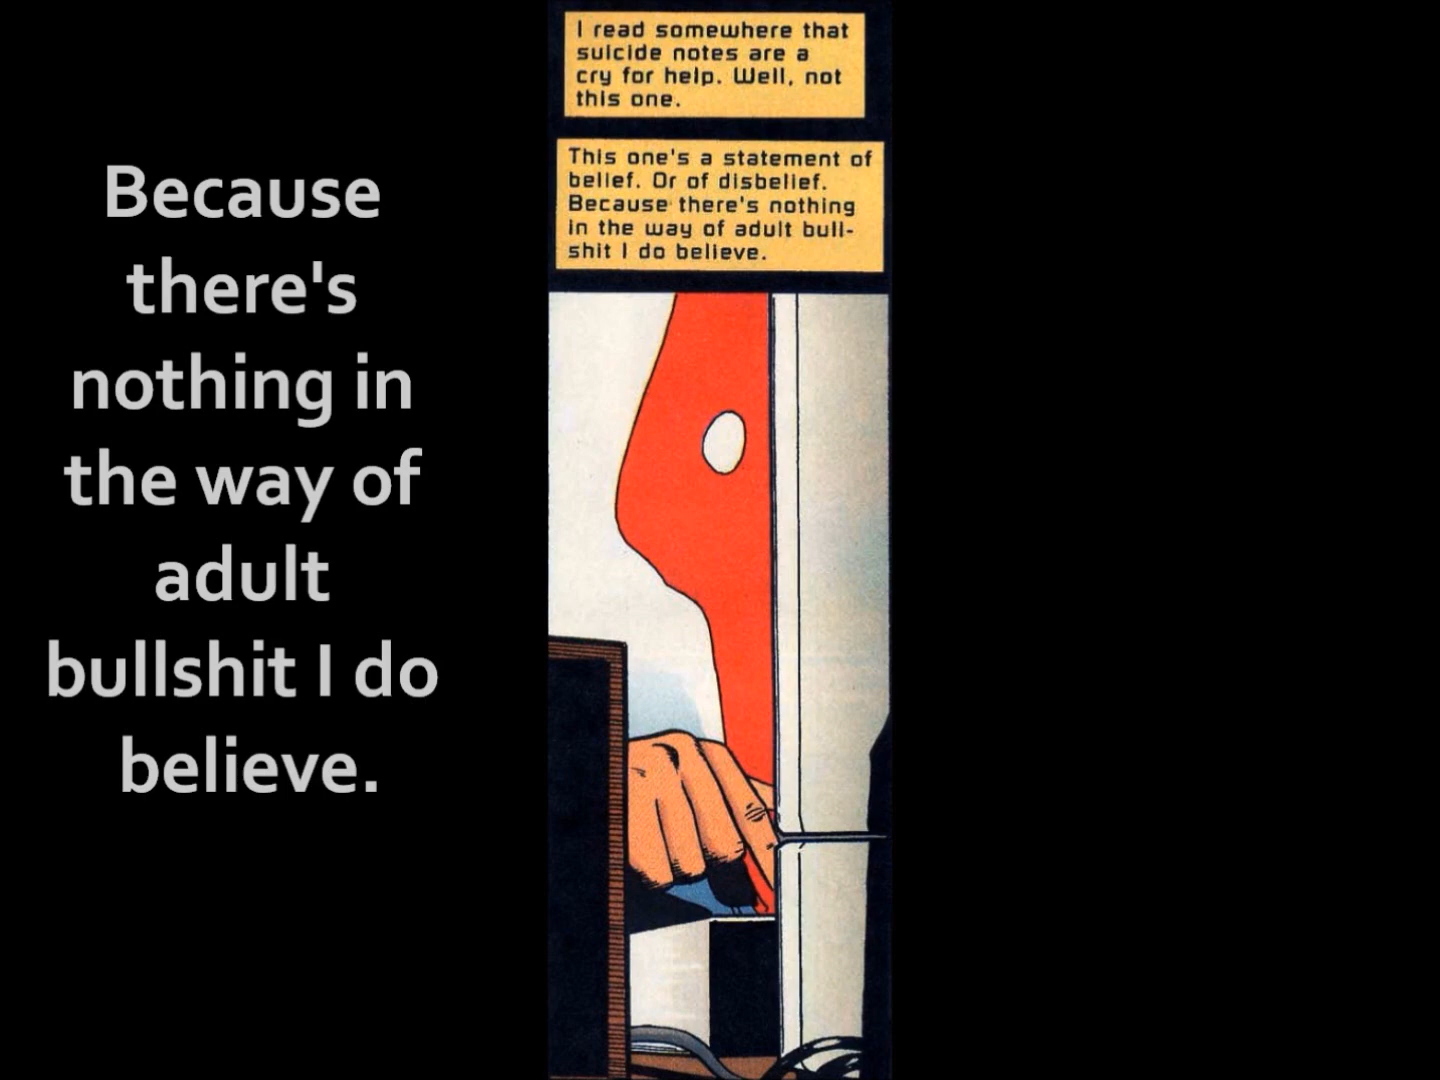 Because
there's
nothing in
the way of
adult
bullshit I do
believe.
I read somewhere that
suicide notes are a
cry for help. Well, not
this one.
This one's a statement of
belief. Or of disbelief.
Because there's nothing
in the way of adult bull-
shit I do believe.